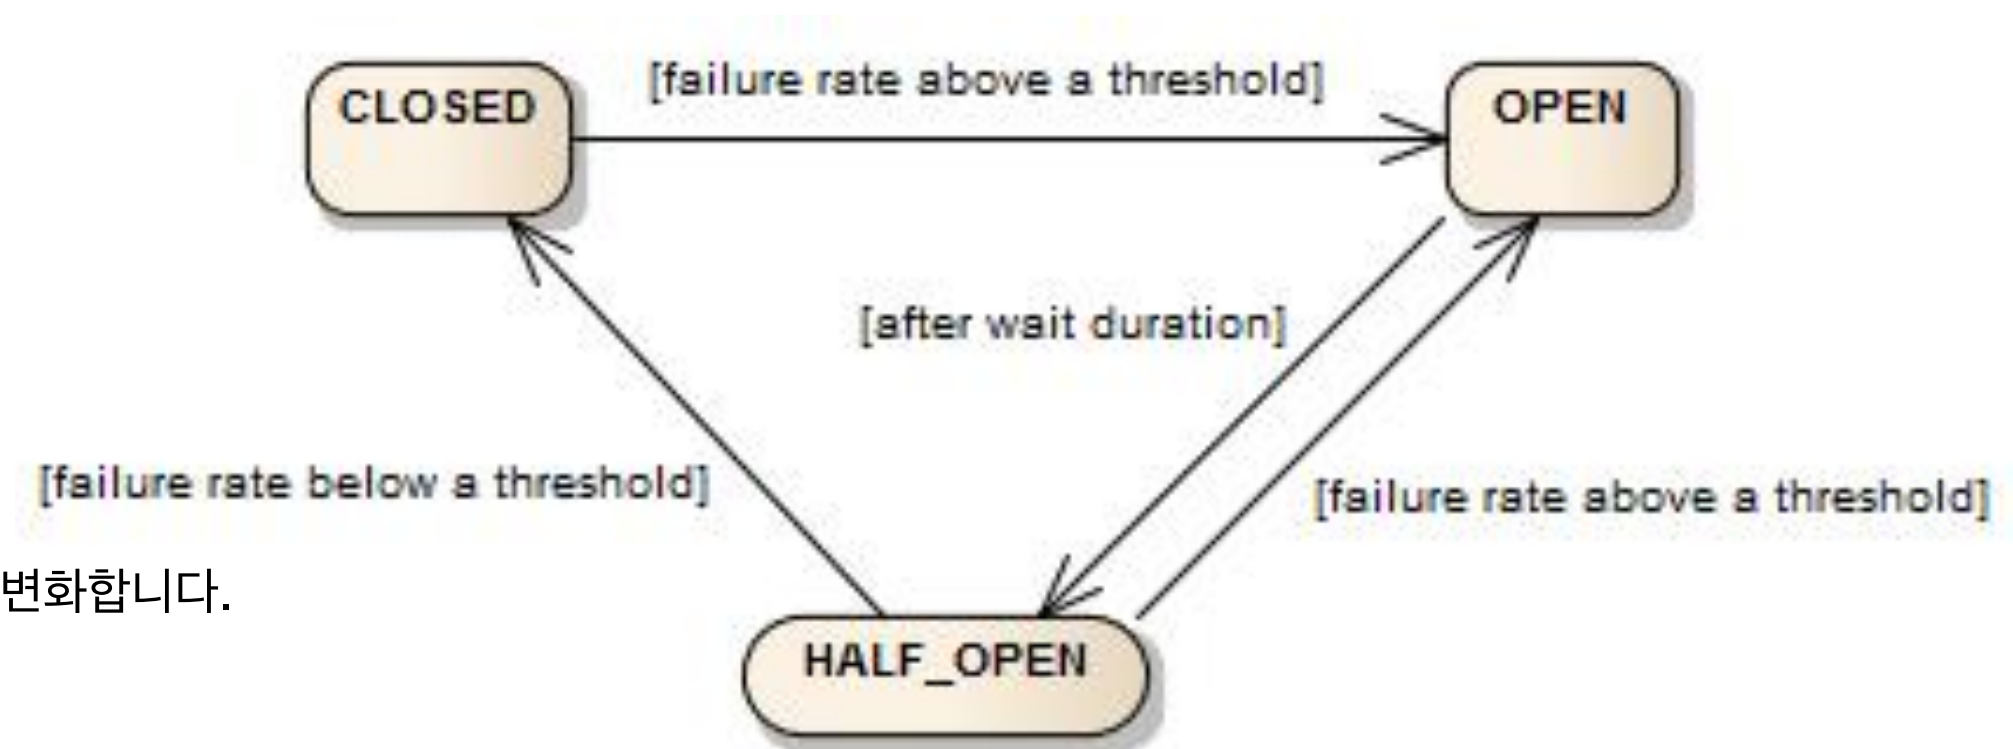 [failure rate above a threshold]
CLOSED
OPEN
[after wait duration]
[failure rate below a threshold]
[failure rate above a threshold]
변화합니다.
HALF_OPEN